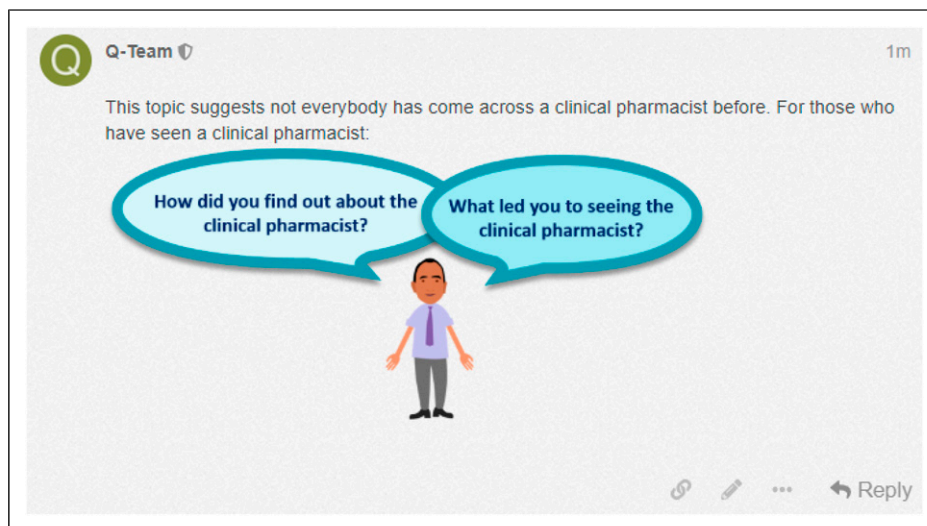 Q
Q-Team
1m
This topic suggests not everybody has come across a clinical pharmacist before. For those who
have seen a clinical pharmacist:
How did you find out about the
clinical pharmacist?
What led you to seeing the
clinical pharmacist?
Reply